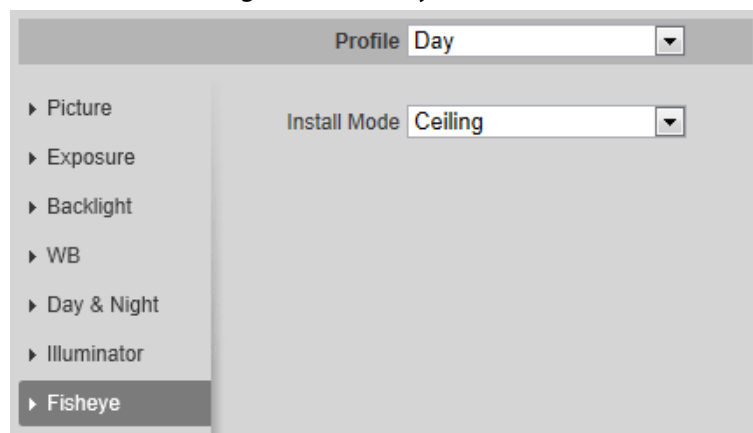 Profile Day
Picture
Install Mode Ceiling
Exposure
Backlight
WB
Day & Night
Illuminator
Fisheye